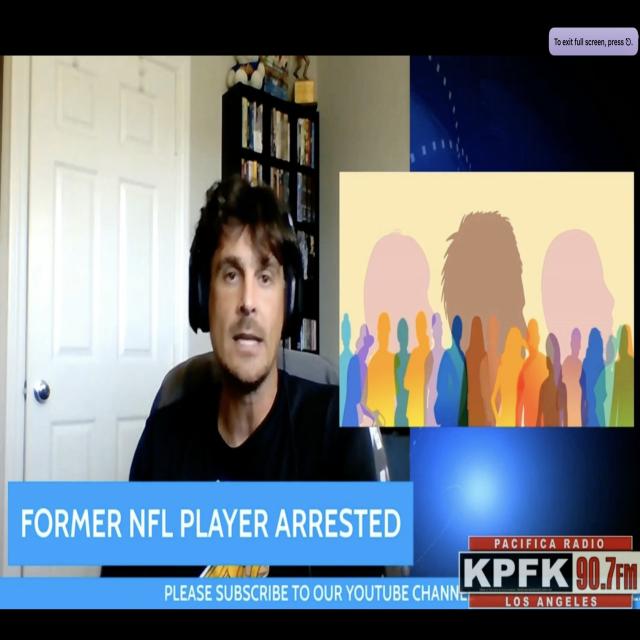 To exit full screen, press
FORMER NFL PLAYER ARRESTED
PLEASE SUBSCRIBE TO OUR YOUTUBE CHANNE
PACIFICA RADIO
KPFK 90.7FM
LOS ANGELES